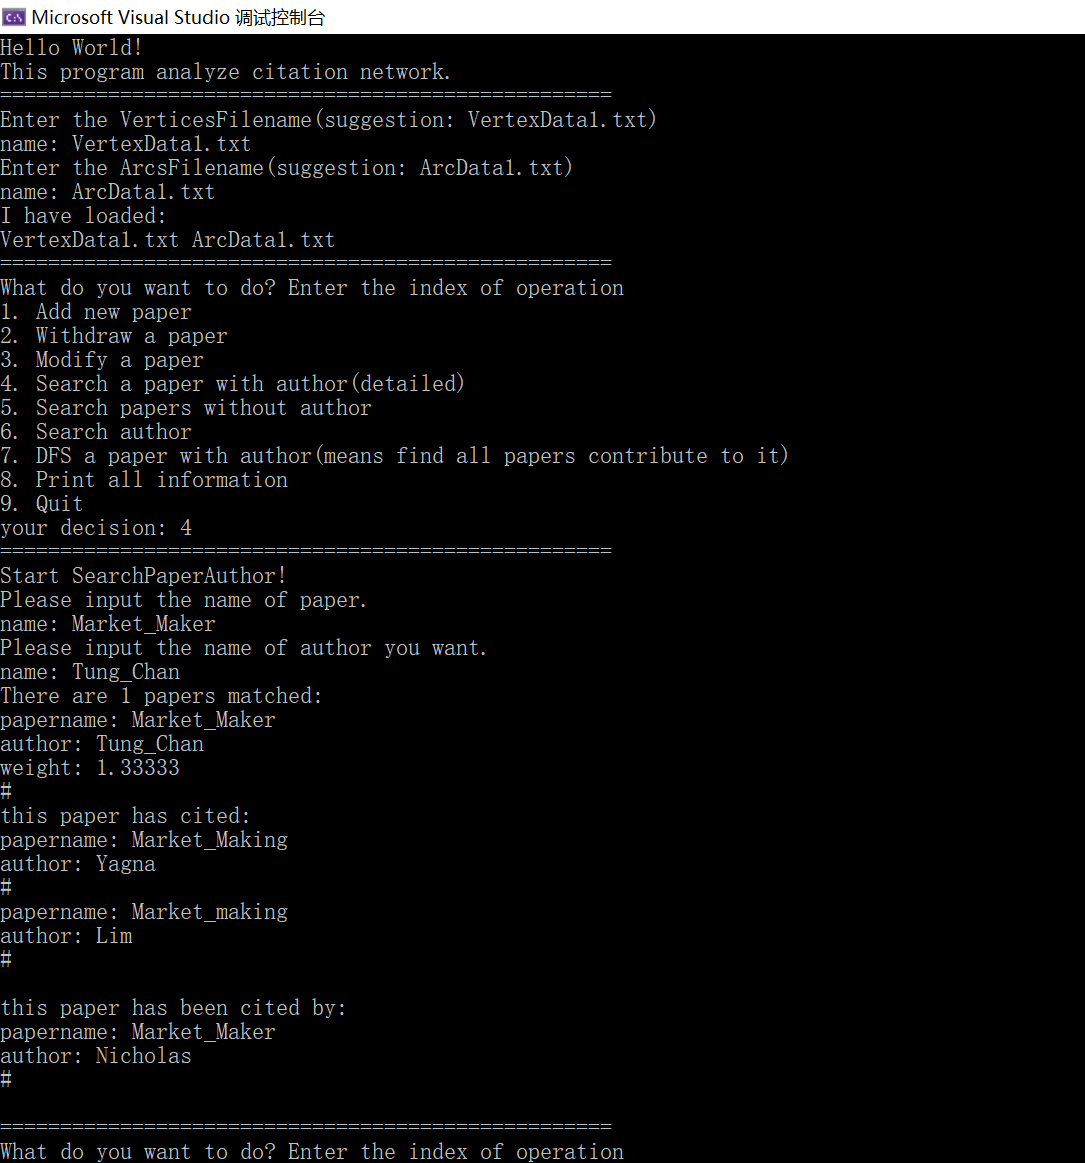 Microsoft Visual Studio 调试控制台
Hello World!
This program analyze citation network.
===================================================
Enter the VerticesFilename(suggestion: VertexData1.txt)
name: VertexData1.txt
Enter the ArcsFilename(suggestion: ArcData1.txt)
name: ArcData1.txt
I have loaded:
VertexData1.txt ArcData1.txt
===================================================
What do you want to do? Enter the index of operation
1. Add new paper
2. Withdraw a paper
3. Modify a paper
4. Search a paper with author(detailed)
5. Search papers without author
6. Search author
7. DFS a paper with author(means find all papers contribute to it)
8. Print all information
9. Quit
your decision: 4
===================================================
Start SearchPaperAuthor!
Please input the name of paper.
name: Market_Maker
Please input the name of author you want.
name: Tung_Chan
There are 1 papers matched:
papername: Market_Maker
author: Tung_Chan
weight: 1.33333
#
this paper has cited:
papername: Market_Making
author: Yagna
#
papername: Market_making
author: Lim
#
this paper has been cited by:
papername: Market_Maker
author: Nicholas
#
===================================================
What do you want to do? Enter the index of operation